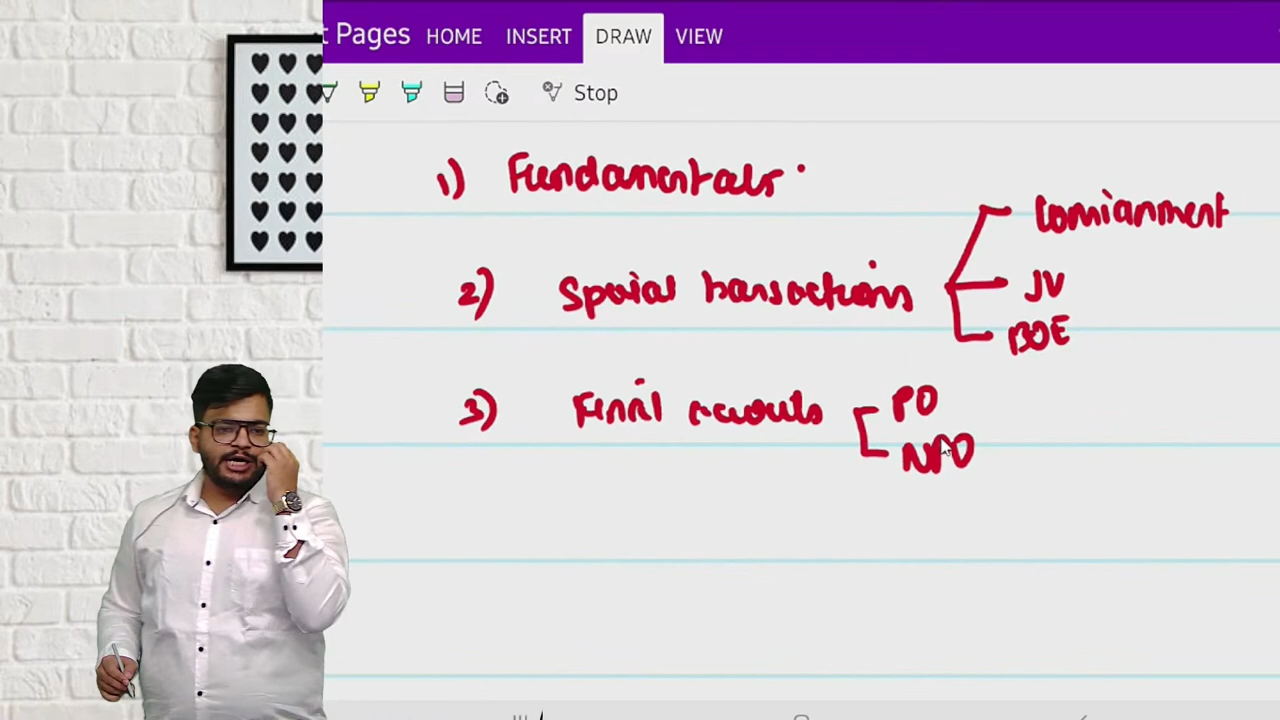 t Pages HOME INSERT DRAW VIEW
Stop
1) Fundamentals
2) Special transactions
Consignment
JV
BOE
3) Final accounts
PO
NPO